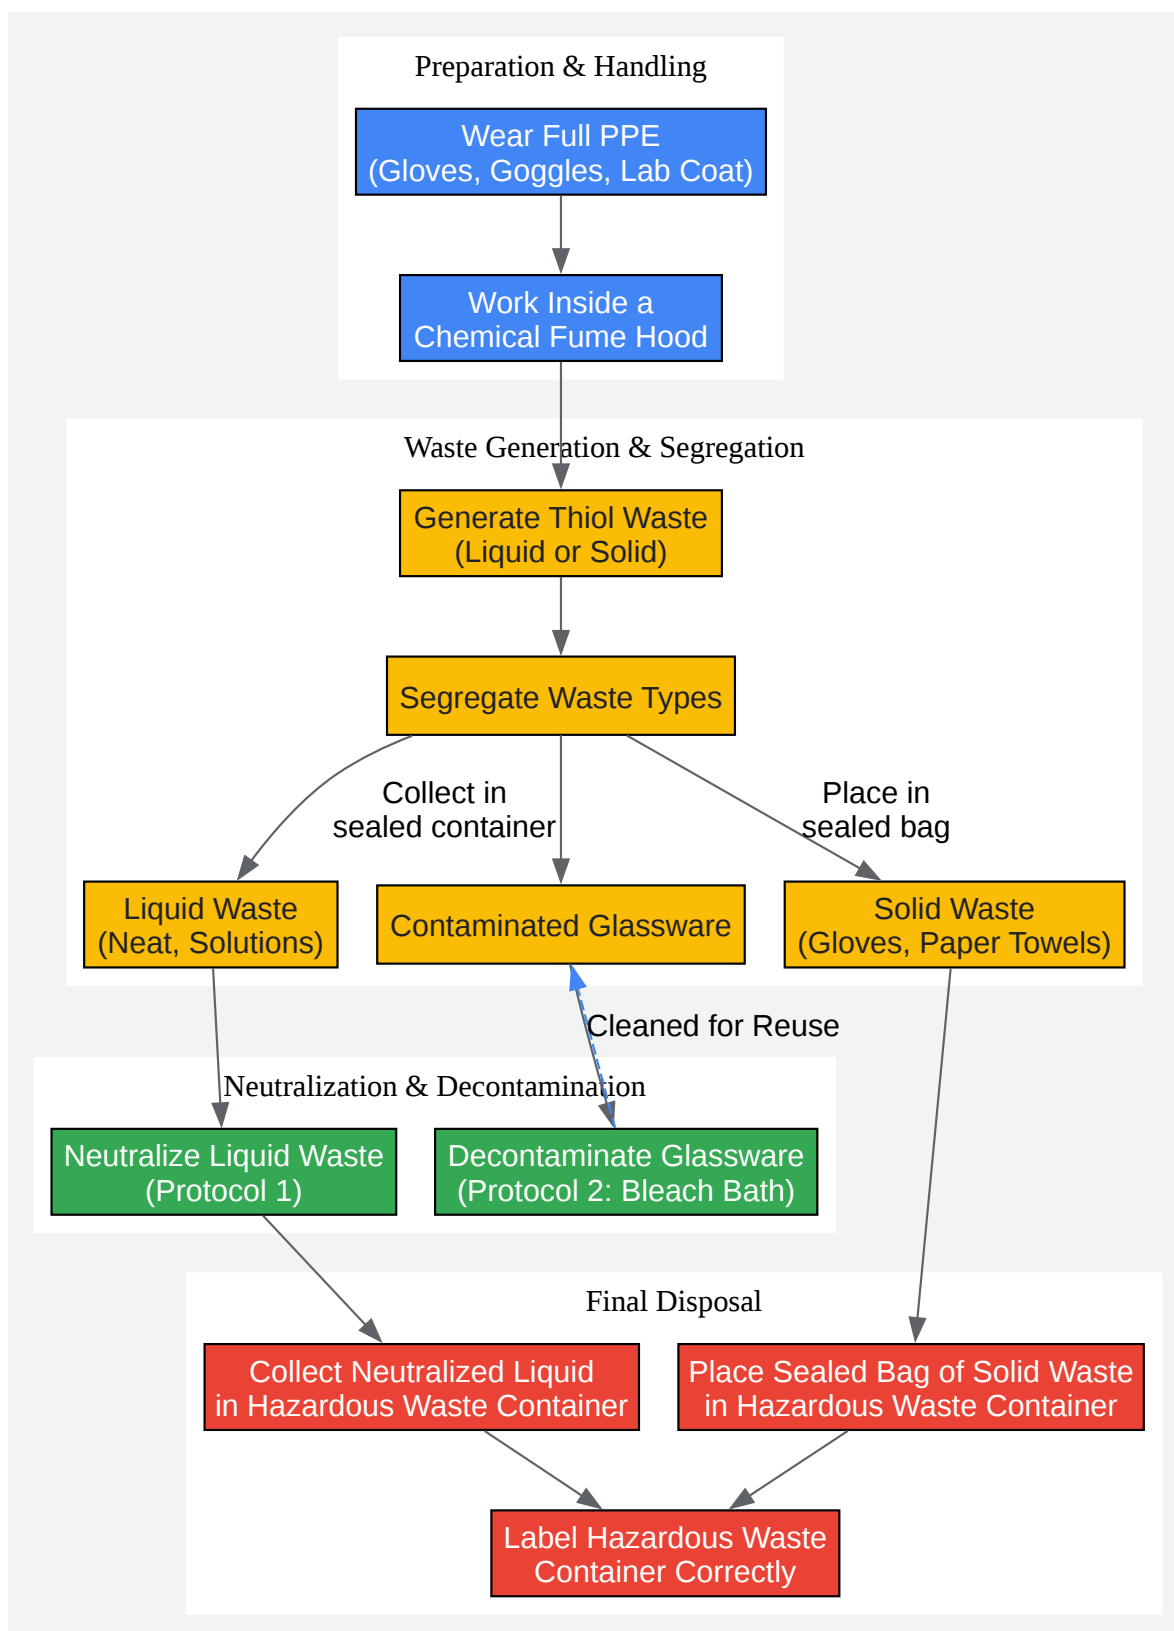 Preparation & Handling
Wear Full PPE
(Gloves, Goggles, Lab Coat)
Work Inside a
Chemical Fume Hood
Waste Generation & Segregation
Generate Thiol Waste
(Liquid or Solid)
Segregate Waste Types
Collect in
sealed container
Place in
sealed bag
Liquid Waste
(Neat, Solutions)
Contaminated Glassware
Solid Waste
(Gloves, Paper Towels)
Cleaned for Reuse
Neutralization & Decontamination
Neutralize Liquid Waste
(Protocol 1)
Decontaminate Glassware
(Protocol 2: Bleach Bath)
Final Disposal
Collect Neutralized Liquid
in Hazardous Waste Container
Place Sealed Bag of Solid Waste
in Hazardous Waste Container
Label Hazardous Waste
Container Correctly